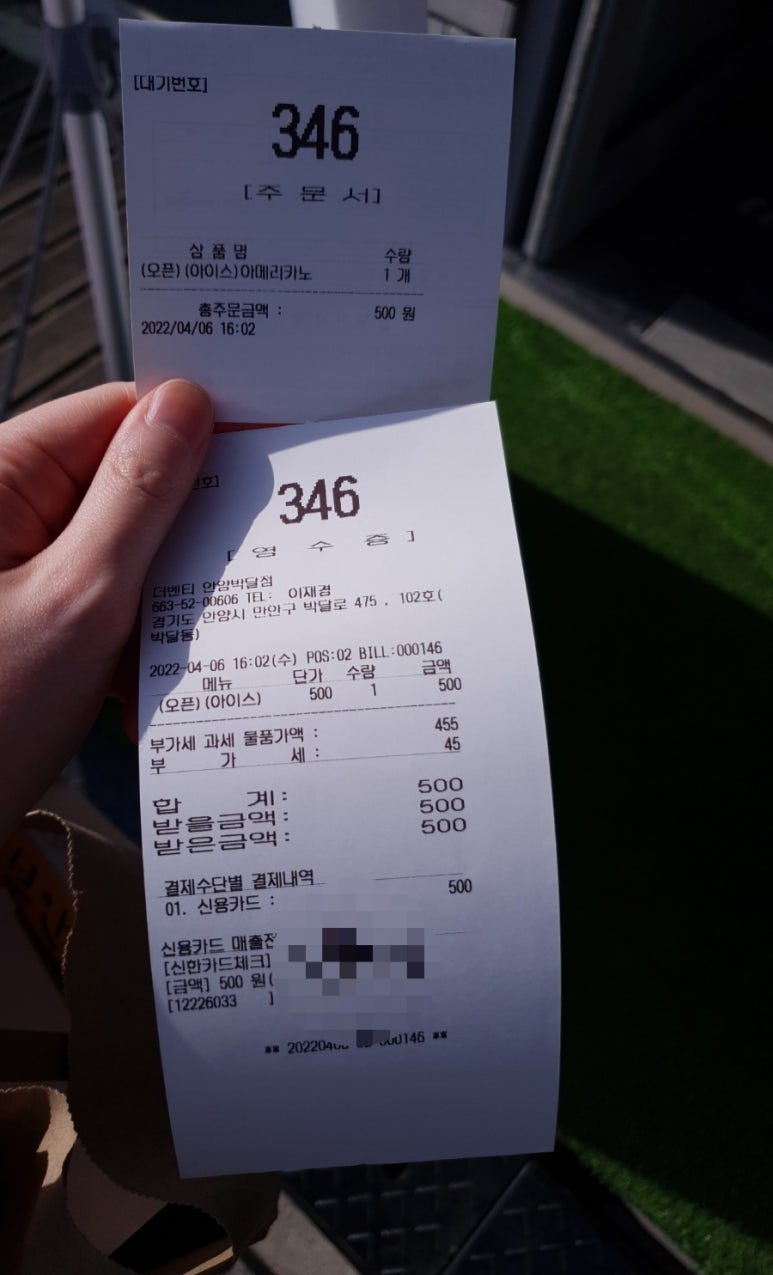 [대기번호]
346
[주 문 서]
상 품 명 수량
(오픈)(아이스)아메리카노 1 개
총주문금액 : 500 원
2022/04/06 16:02
호]
346
[ 영 수 증 ]
더벤티 안양박달점
663-52-00606 TEL: 이재경
경기도 안양시 만안구 박달로 475 , 102호(
박달동)
2022-04-06 16:02(수) POS:02 BILL:000146
메뉴 단가 수량 금액
(오픈)(아이스) 500 1 500
부가세 과세 물품가액 : 455
부 가 세 : 45
합 계: 500
받을금액: 500
받은금액: 500
결제수단별 결제내역
01. 신용카드 : 500
신용카드 매출전
[신한카드체크]
[금액] 500 원(
[12226033 ]
** 202204 000146 **